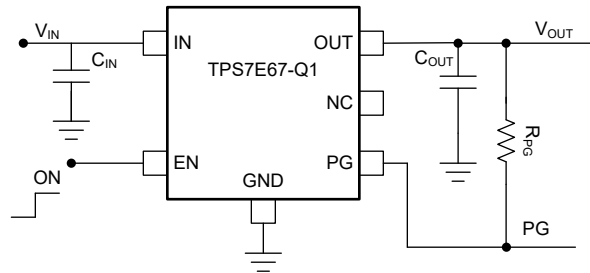 VIN
CIN
IN
OUT
TPS7E67-Q1
COUT
VOUT
NC
RPG
EN
PG
GND
ON
PG